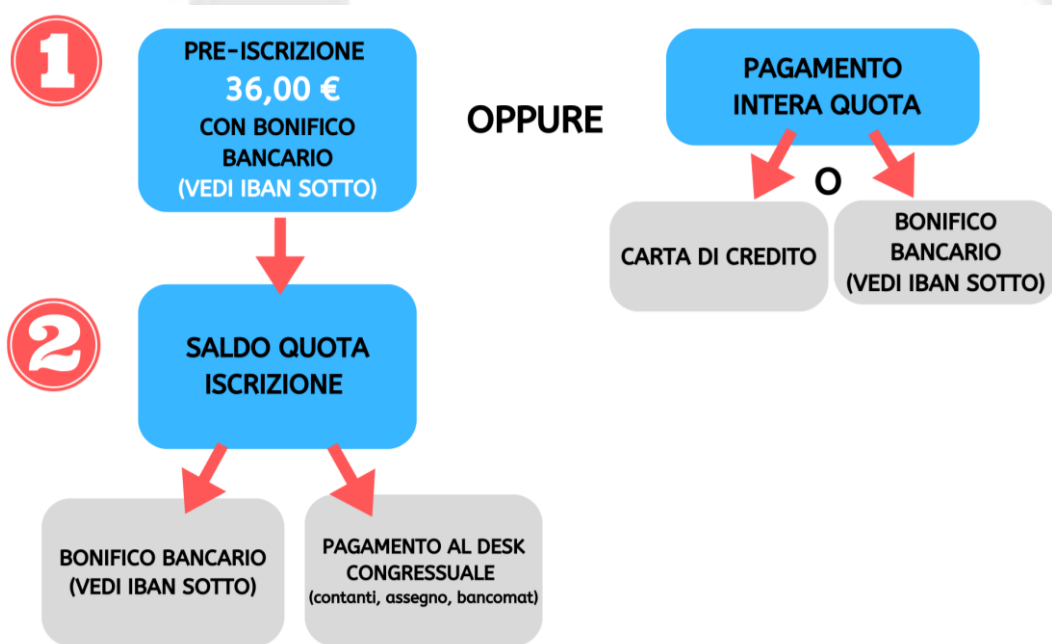 1
PRE-ISCRIZIONE
36,00 €
CON BONIFICO
BANCARIO
(VEDI IBAN SOTTO)
OPPURE
PAGAMENTO
INTERA QUOTA
O
CARTA DI CREDITO
BONIFICO
BANCARIO
(VEDI IBAN SOTTO)
2
SALDO QUOTA
ISCRIZIONE
BONIFICO BANCARIO
(VEDI IBAN SOTTO)
PAGAMENTO AL DESK
CONGRESSUALE
(contanti, assegno, bancomat)